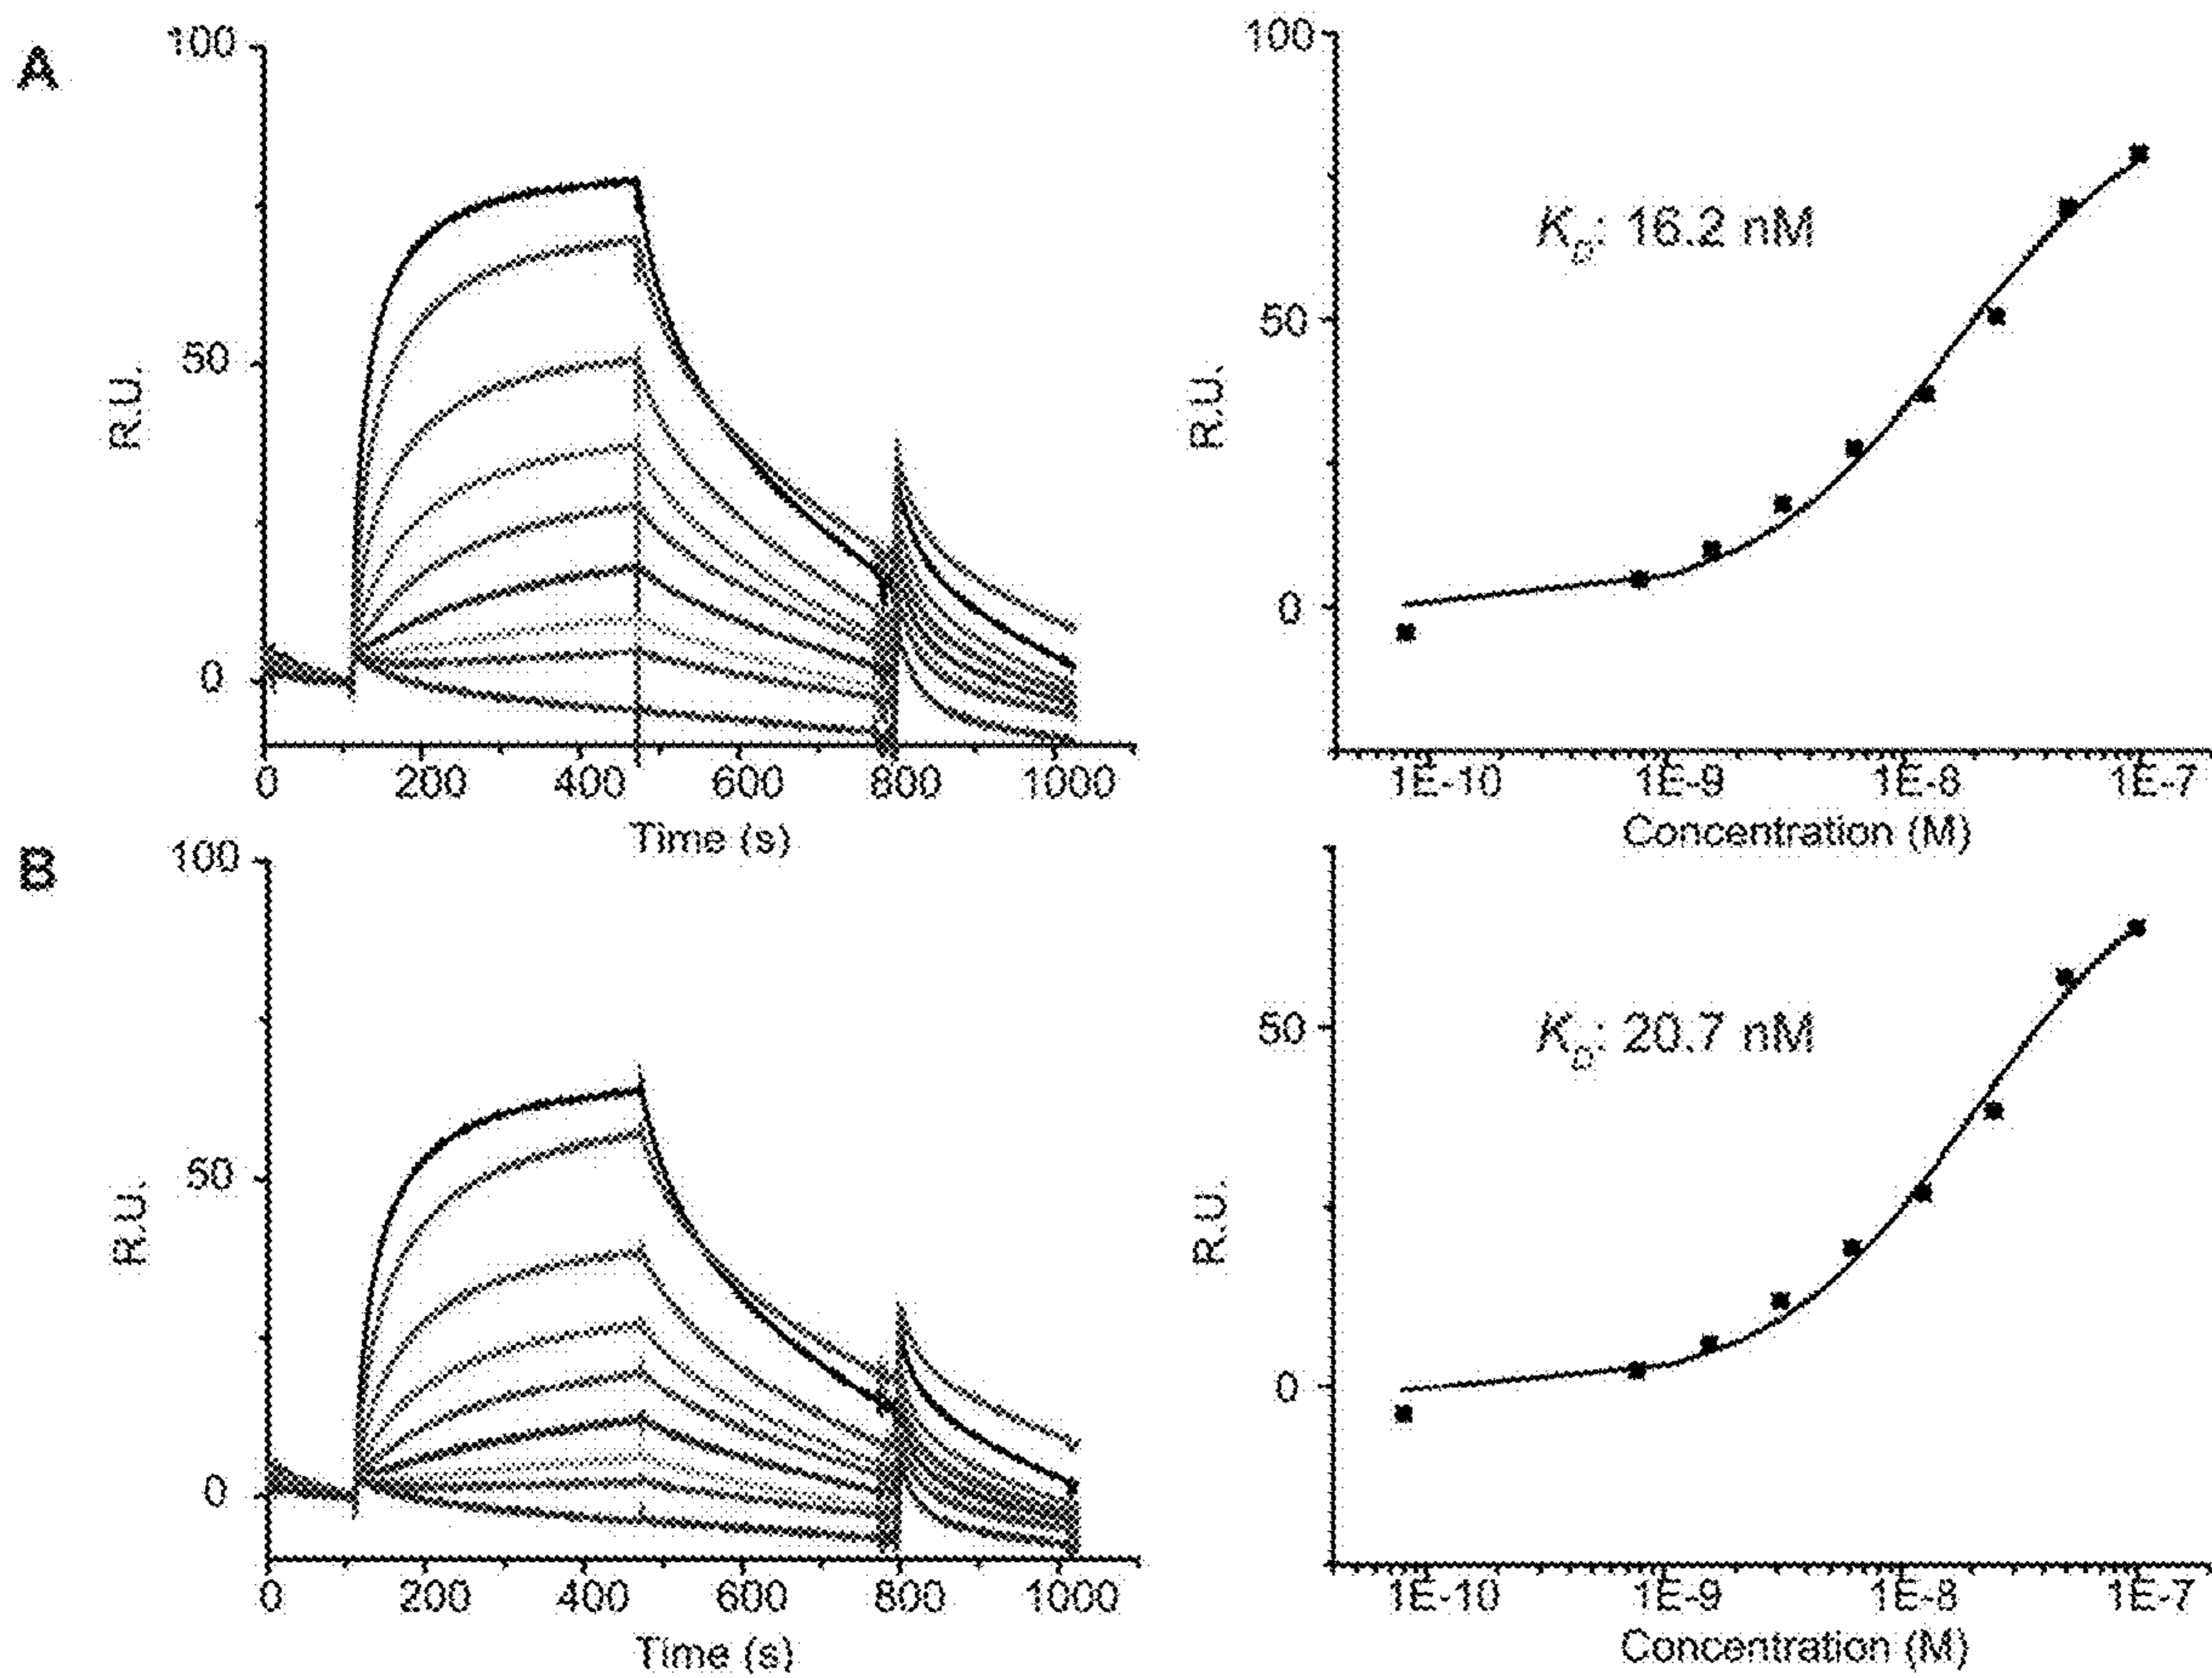 A
100
50
0
R.U.
0 200 400 600 800 1000
Time (s)
100
50
0
R.U.
K_D: 16.2 nM
1E-10 1E-9 1E-8 1E-7
Concentration (M)
B
100
50
0
R.U.
0 200 400 600 800 1000
Time (s)
50
0
R.U.
K_D: 20.7 nM
1E-10 1E-9 1E-8 1E-7
Concentration (M)